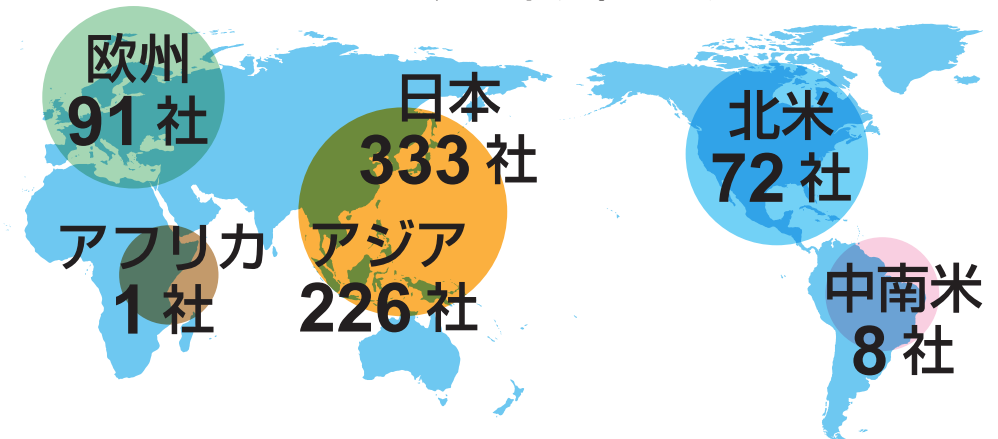 欧州
91 社
日本
333 社
アフリカ
1 社
アジア
226 社
北米
72 社
中南米
8 社